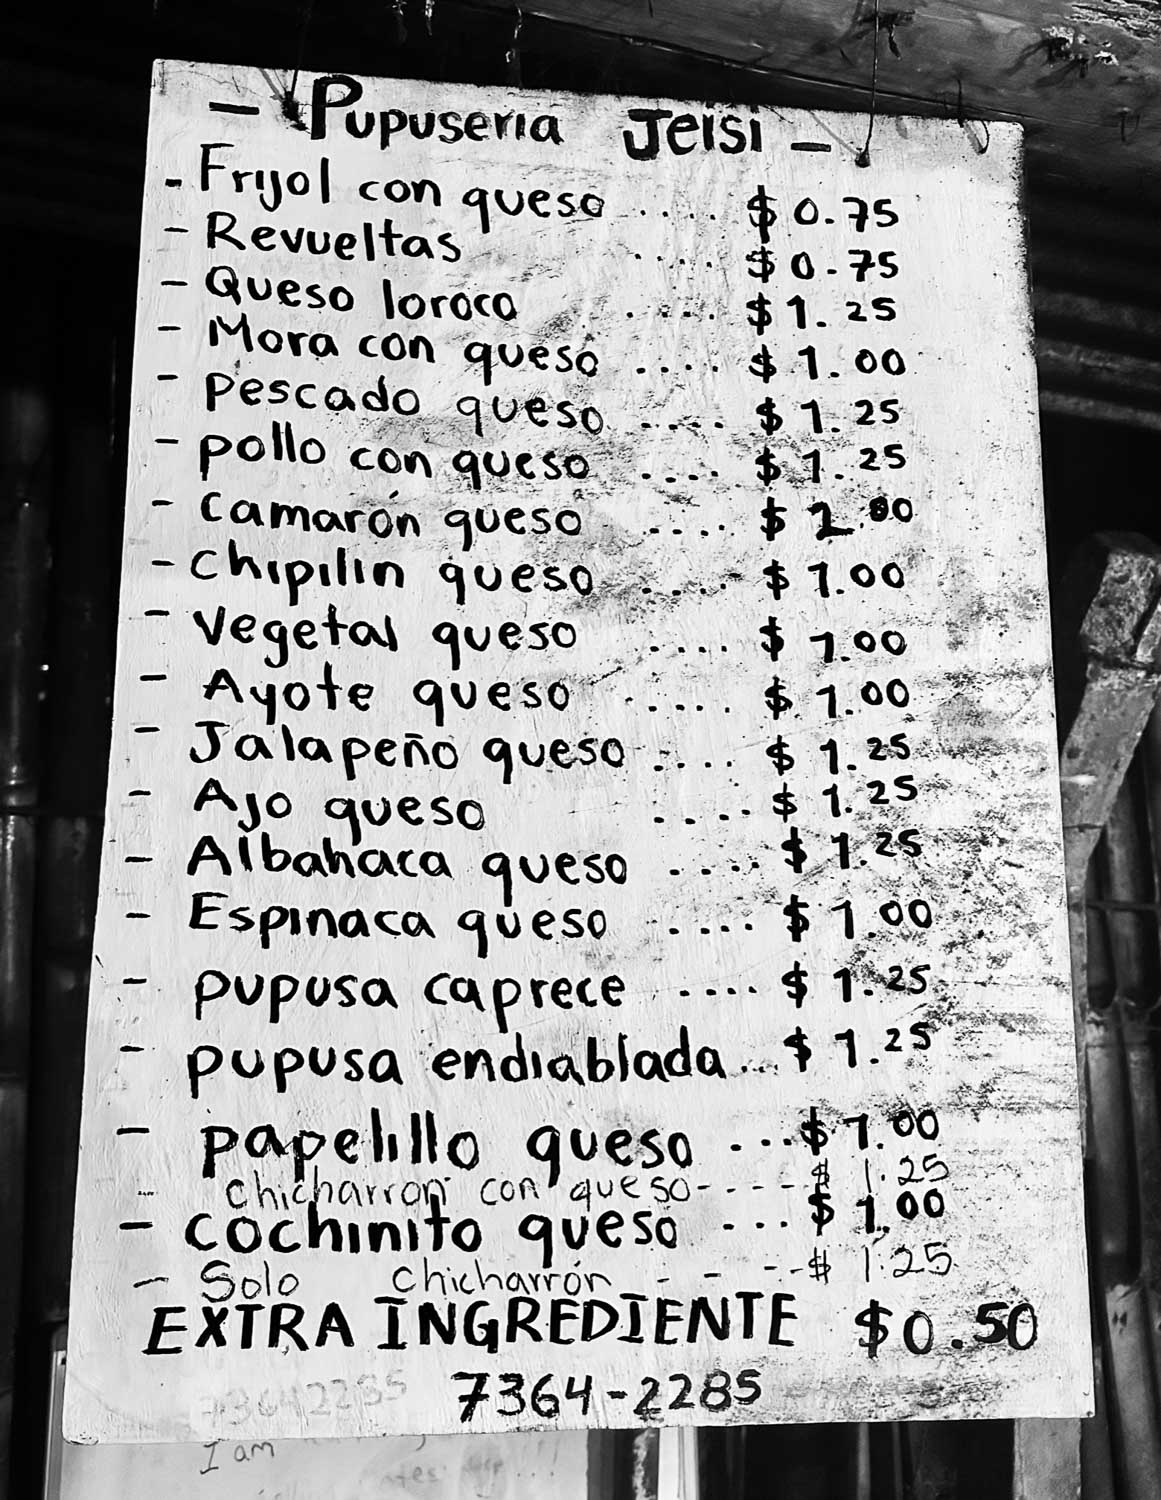 - Pupuseria Jeisi -
- Frijol con queso .... $ 0.75
- Revueltas .... $ 0.75
- Queso loroco .... $ 1.25
- Mora con queso .... $ 1.00
- Pescado queso .... $ 1.25
- pollo con queso .... $ 1.25
- camarón queso .... $ 2.00
- chipilin queso .... $ 1.00
- vegetal queso .... $ 1.00
- Ayote queso .... $ 1.00
- Jalapeño queso .... $ 1.25
- Ajo queso .... $ 1.25
- Albahaca queso .... $ 1.25
- Espinaca queso .... $ 1.00
- pupusa caprece .... $ 1.25
- pupusa endiablada ... $ 1.25
- papelillo queso ... $ 1.00
- chicharron con queso ----- $ 1.25
- cochinito queso ... $ 1.00
- Solo chicharrón - - -- $ 1.25
EXTRA INGREDIENTE $0.50
7364-2285
73642285
I am